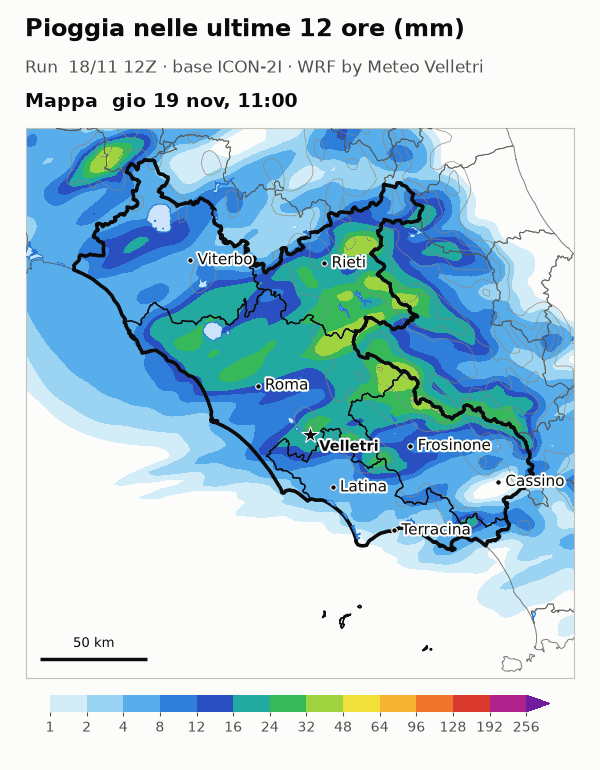 Pioggia nelle ultime 12 ore (mm)
Run  18/11 12Z · base ICON-2I · WRF by Meteo Velletri
Mappa  gio 19 nov, 11:00
Viterbo
Rieti
Roma
Velletri
Frosinone
Cassino
Latina
Terracina
50 km
1 2 4 8 12 16 24 32 48 64 96 128 192 256